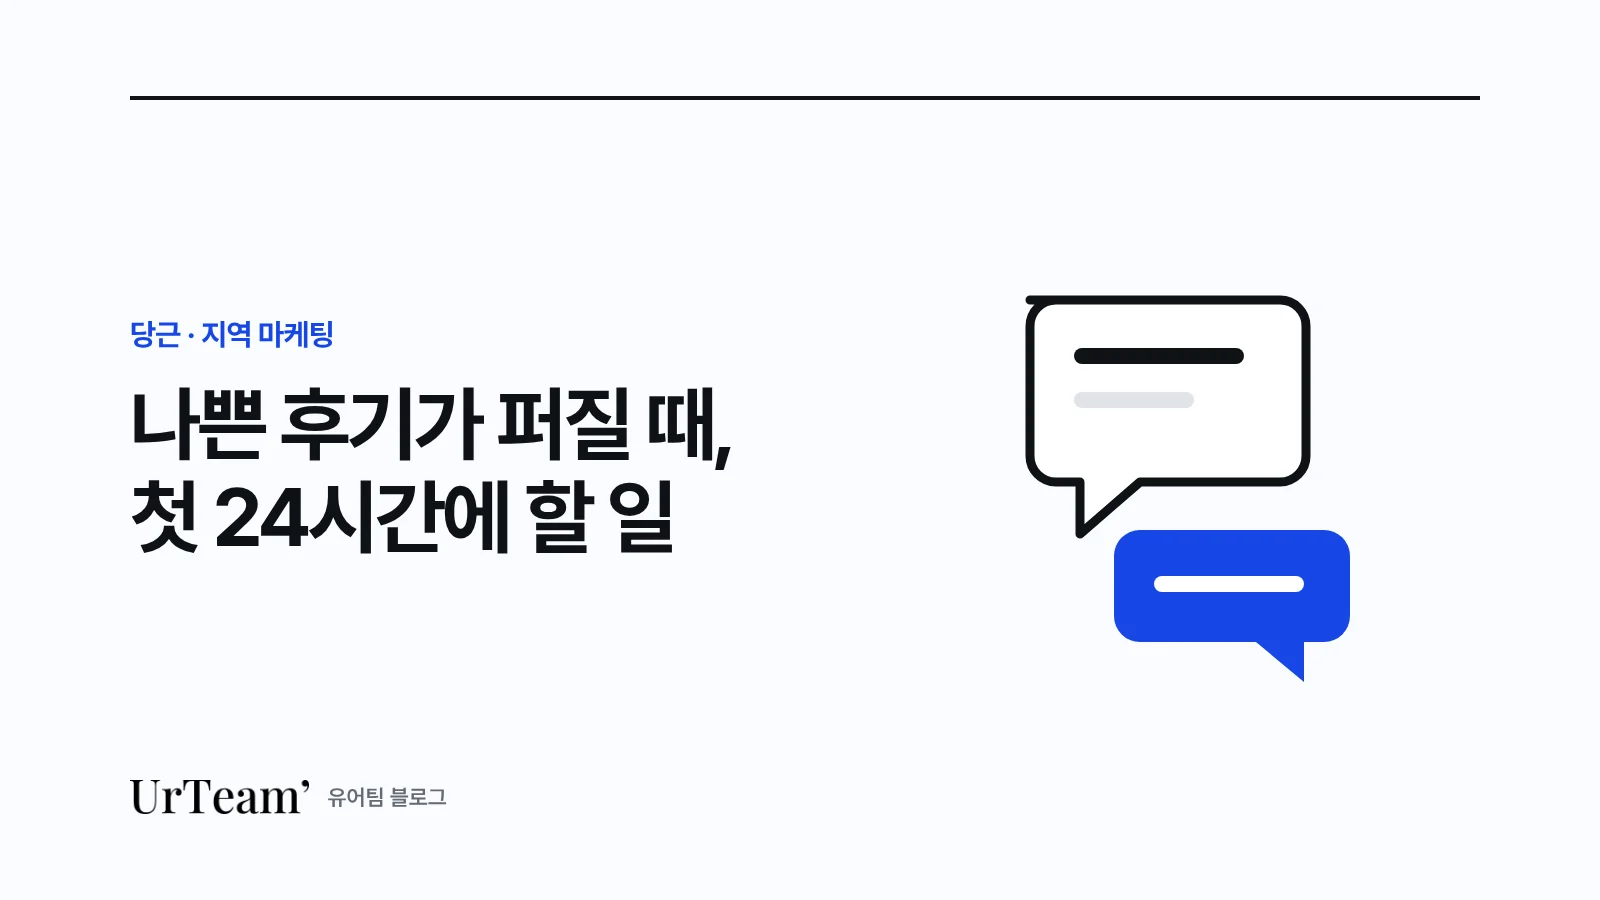 당근 · 지역 마케팅
나쁜 후기가 퍼질 때,
첫 24시간에 할 일
UrTeam’ 유어팀 블로그